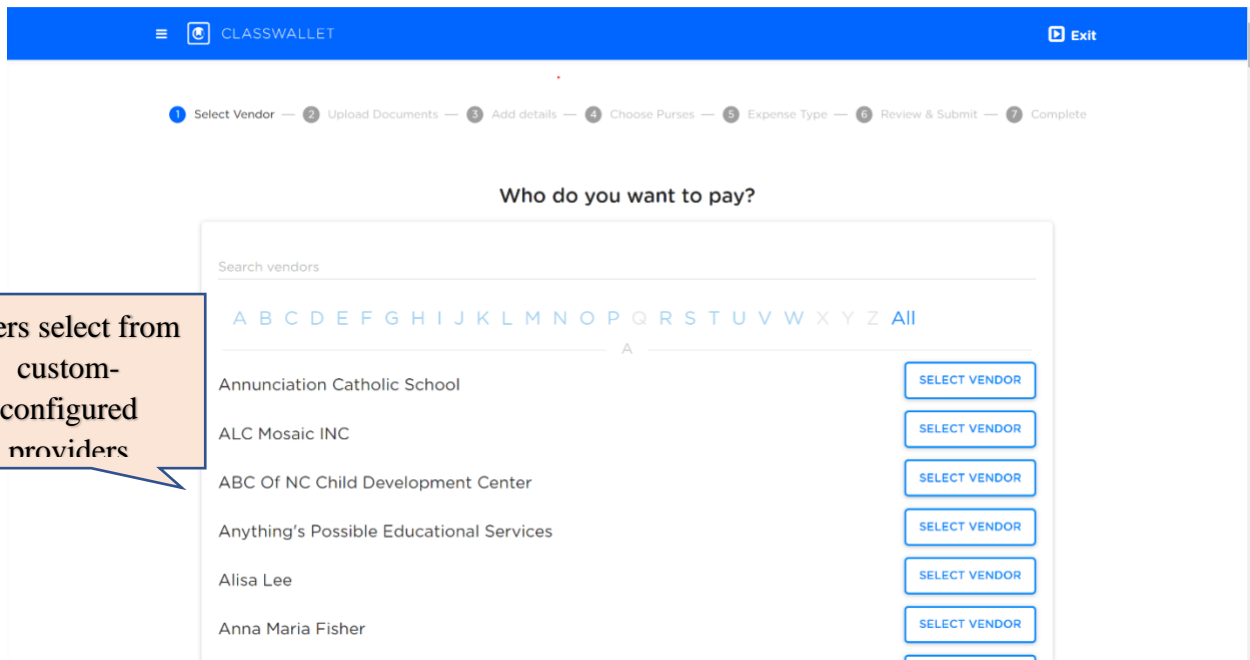 CLASSWALLET
Exit
1 Select Vendor — 2 Upload Documents — 3 Add details — 4 Choose Purses — 5 Expense Type — 6 Review & Submit — 7 Complete
Who do you want to pay?
Search vendors
A B C D E F G H I J K L M N O P Q R S T U V W X Y Z All
A
Annunciation Catholic School SELECT VENDOR
ALC Mosaic INC SELECT VENDOR
ABC Of NC Child Development Center SELECT VENDOR
Anything's Possible Educational Services SELECT VENDOR
Alisa Lee SELECT VENDOR
Anna Maria Fisher SELECT VENDOR
select from
custom-
configured
providers